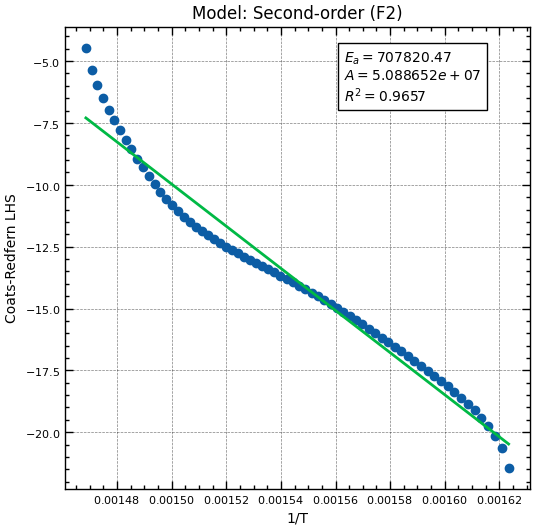 Model: Second-order (F2)
Eₐ = 707820.47
A = 5.088652e + 07
R² = 0.9657
Coats-Redfern LHS
−5.0
−7.5
−10.0
−12.5
−15.0
−17.5
−20.0
0.00148 0.00150 0.00152 0.00154 0.00156 0.00158 0.00160 0.00162
1/T